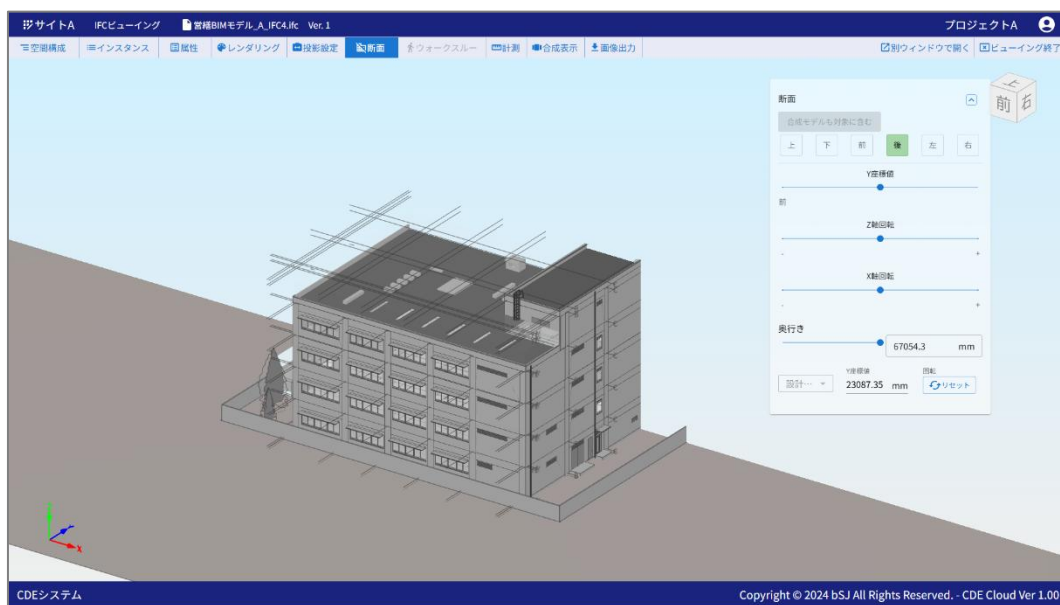 サイトA IFCビューイング 営繕BIMモデル_A_IFC4.ifc Ver. 1 プロジェクトA
空間構成 インスタンス 属性 レンダリング 投影設定 断面 ウォークスルー 計測 合成表示 画像出力 別ウィンドウで開く ビューイング終了
上
前 右
断面
合成モデルも対象に含む
上 下 前 後 左 右
Y座標値
前
Z軸回転
- +
X軸回転
- +
奥行き
67054.3 mm
Y座標値 回転
設計… 23087.35 mm リセット
X
CDEシステム Copyright © 2024 bSJ All Rights Reserved. - CDE Cloud Ver 1.00